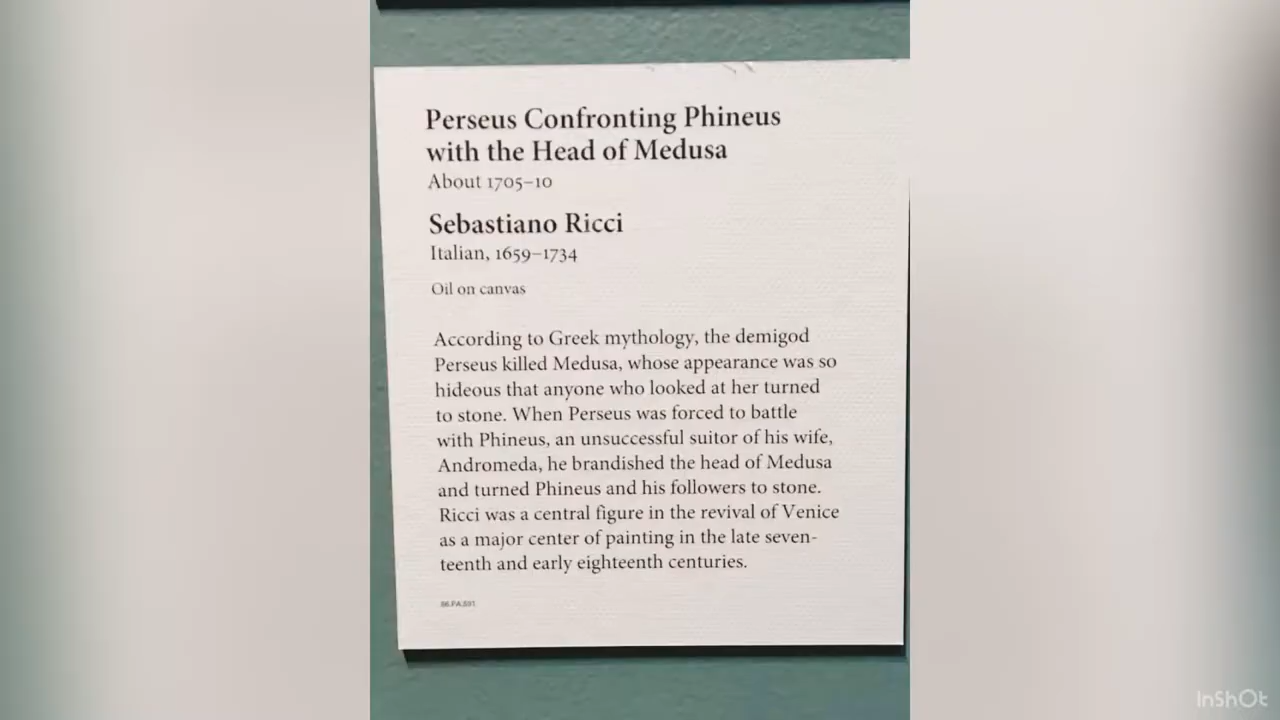 Perseus Confronting Phineus
with the Head of Medusa
About 1705–10
Sebastiano Ricci
Italian, 1659–1734
Oil on canvas
According to Greek mythology, the demigod
Perseus killed Medusa, whose appearance was so
hideous that anyone who looked at her turned
to stone. When Perseus was forced to battle
with Phineus, an unsuccessful suitor of his wife,
Andromeda, he brandished the head of Medusa
and turned Phineus and his followers to stone.
Ricci was a central figure in the revival of Venice
as a major center of painting in the late seven-
teenth and early eighteenth centuries.
86.PA.591
InShOt